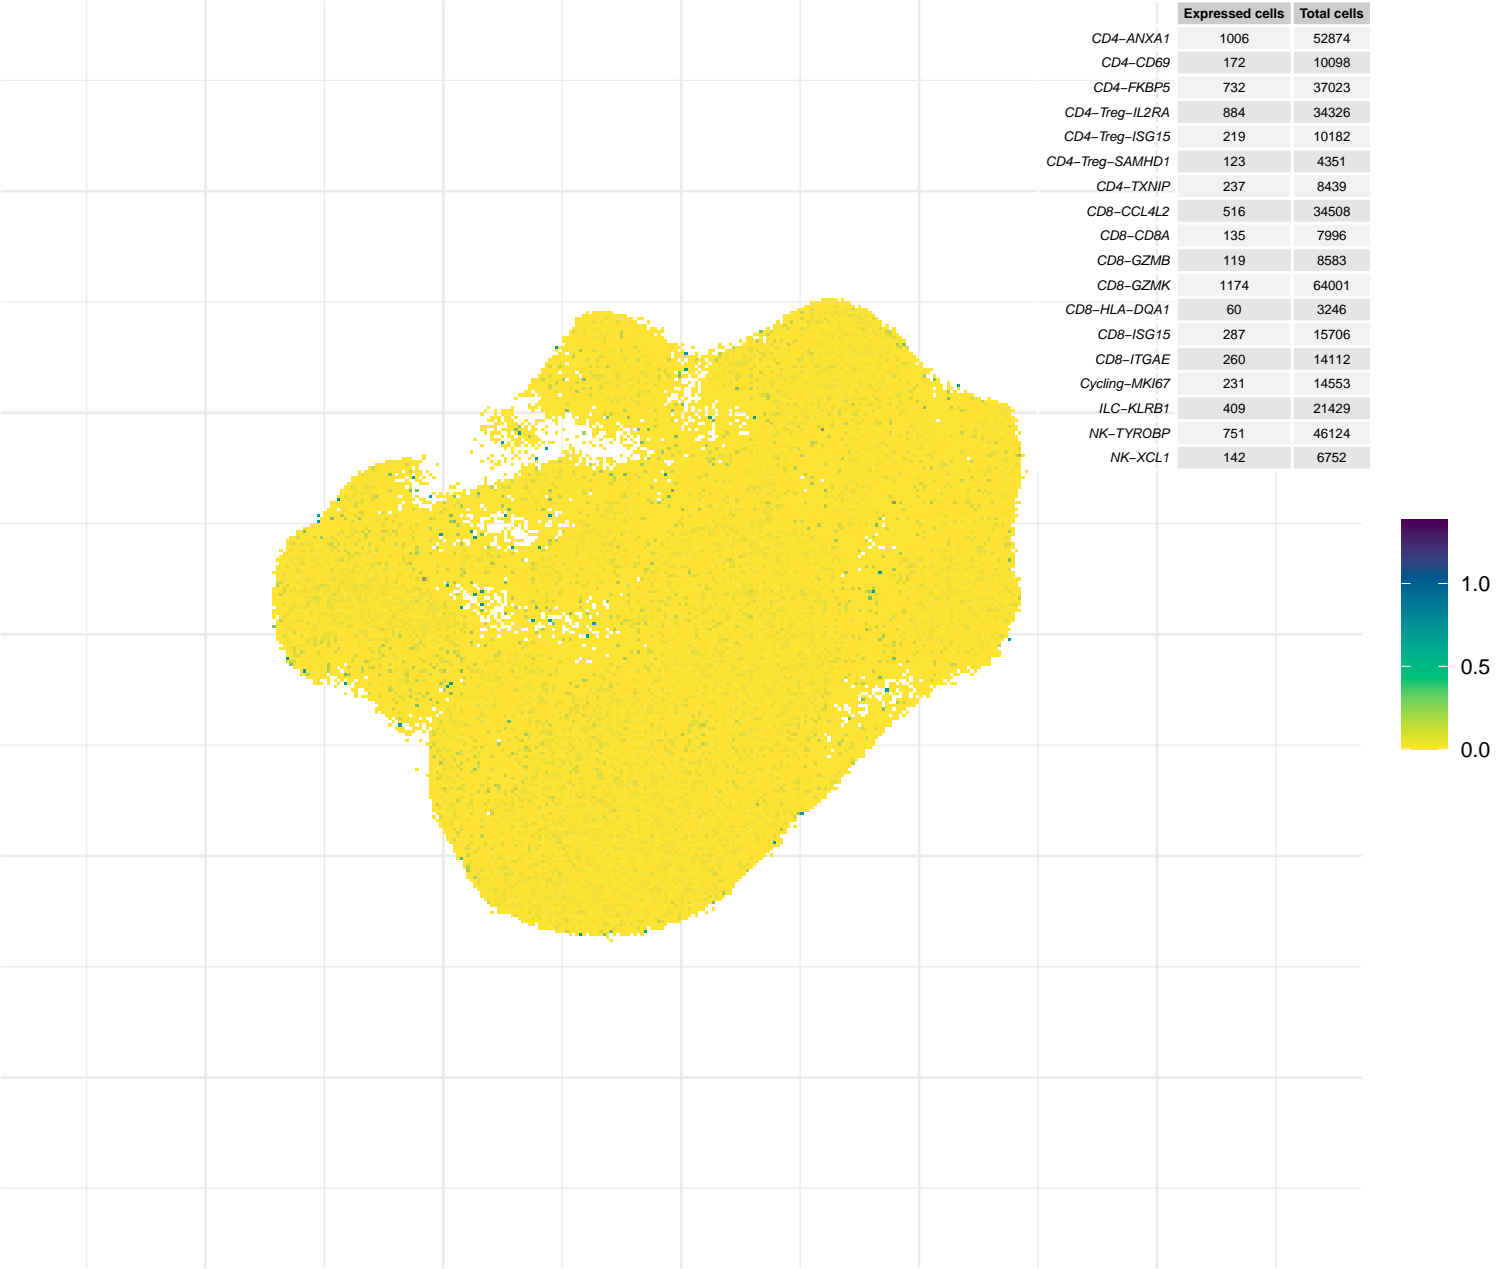 Expressed cells Total cells
CD4−ANXA1 1006 52874
CD4−CD69 172 10098
CD4−FKBP5 732 37023
CD4−Treg−IL2RA 884 34326
CD4−Treg−ISG15 219 10182
CD4−Treg−SAMHD1 123 4351
CD4−TXNIP 237 8439
CD8−CCL4L2 516 34508
CD8−CD8A 135 7996
CD8−GZMB 119 8583
CD8−GZMK 1174 64001
CD8−HLA−DQA1 60 3246
CD8−ISG15 287 15706
CD8−ITGAE 260 14112
Cycling−MKI67 231 14553
ILC−KLRB1 409 21429
NK−TYROBP 751 46124
NK−XCL1 142 6752
1.0
0.5
0.0